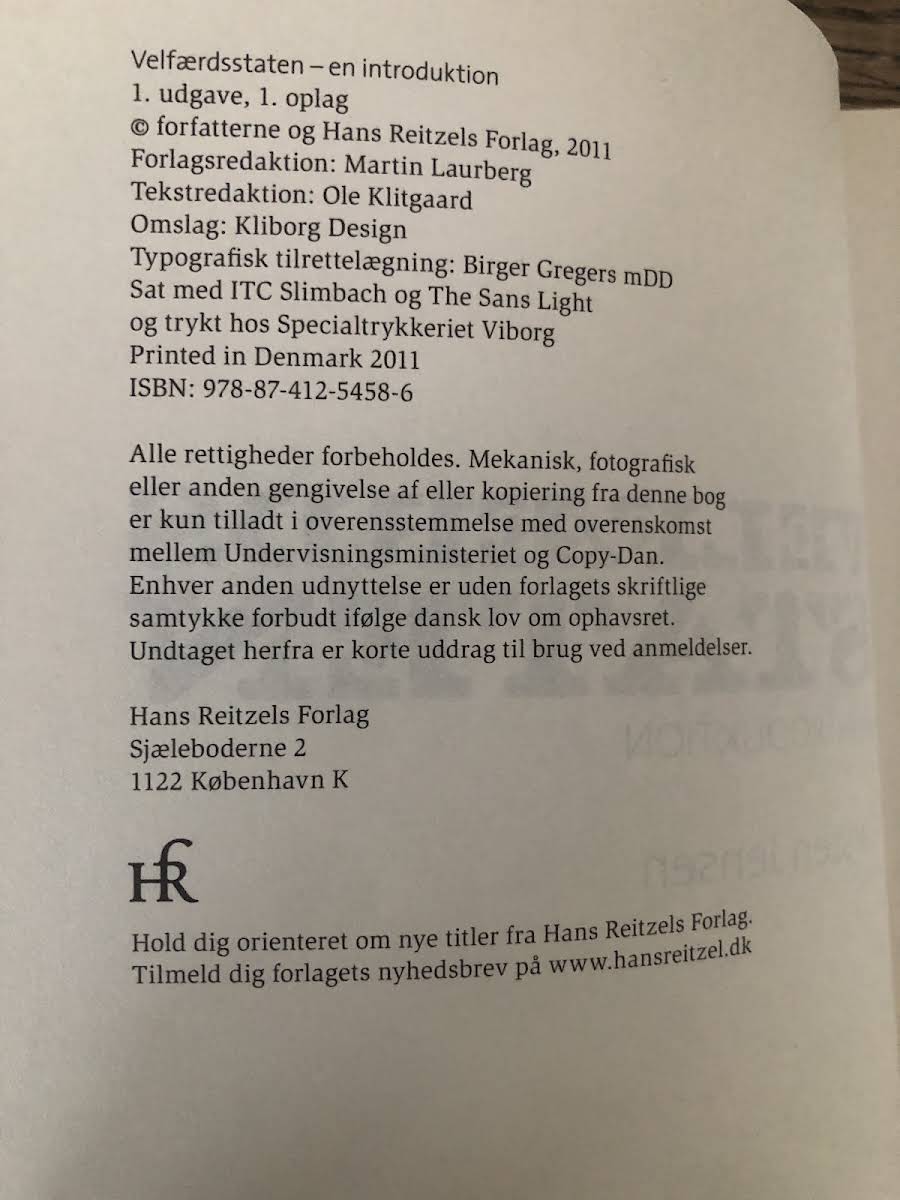 Velfærdsstaten – en introduktion
1. udgave, 1. oplag
© forfatterne og Hans Reitzels Forlag, 2011
Forlagsredaktion: Martin Laurberg
Tekstredaktion: Ole Klitgaard
Omslag: Kliborg Design
Typografisk tilrettelægning: Birger Gregers mDD
Sat med ITC Slimbach og The Sans Light
og trykt hos Specialtrykkeriet Viborg
Printed in Denmark 2011
ISBN: 978-87-412-5458-6
Alle rettigheder forbeholdes. Mekanisk, fotografisk
eller anden gengivelse af eller kopiering fra denne bog
er kun tilladt i overensstemmelse med overenskomst
mellem Undervisningsministeriet og Copy-Dan.
Enhver anden udnyttelse er uden forlagets skriftlige
samtykke forbudt ifølge dansk lov om ophavsret.
Undtaget herfra er korte uddrag til brug ved anmeldelser.
Hans Reitzels Forlag
Sjæleboderne 2
1122 København K
HR
Hold dig orienteret om nye titler fra Hans Reitzels Forlag.
Tilmeld dig forlagets nyhedsbrev på www.hansreitzel.dk